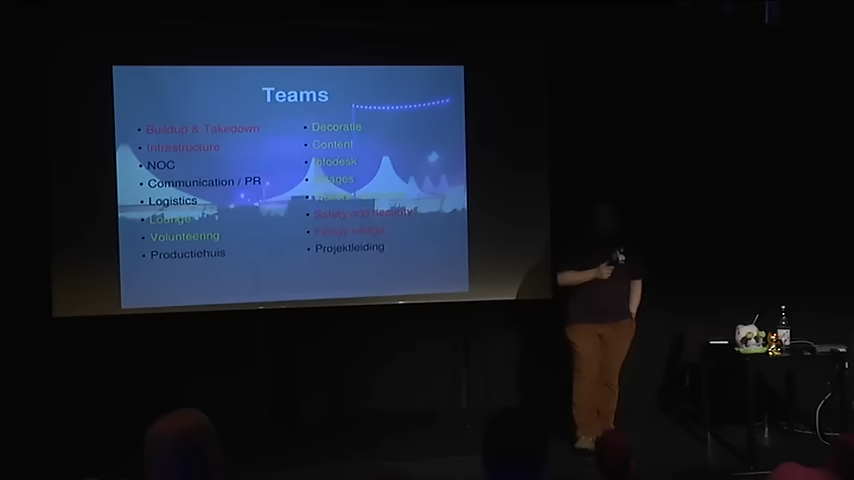 Teams
• Buildup & Takedown
• Infrastructure
• NOC
• Communication / PR
• Logistics
• Lounge
• Volunteering
• Productiehuis
• Decoratie
• Content
• Infodesk
• Villages
• Safety and Security
• Family village
• Projektleiding